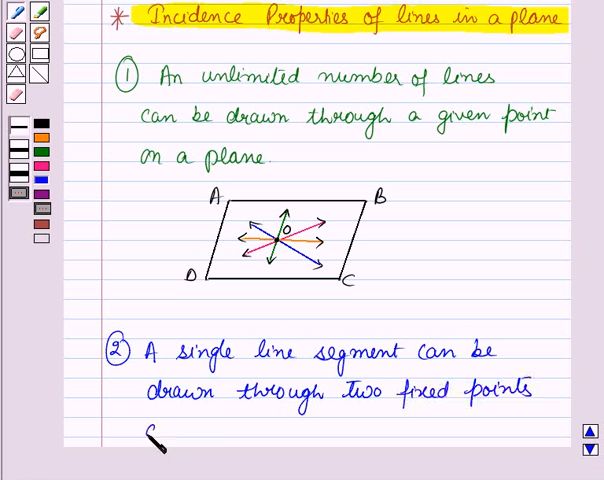 * Incidence Properties of lines in a plane
① An unlimited number of lines
can be drawn through a given point
on a plane.
A B
O
D C
② A single line segment can be
drawn through two fixed points